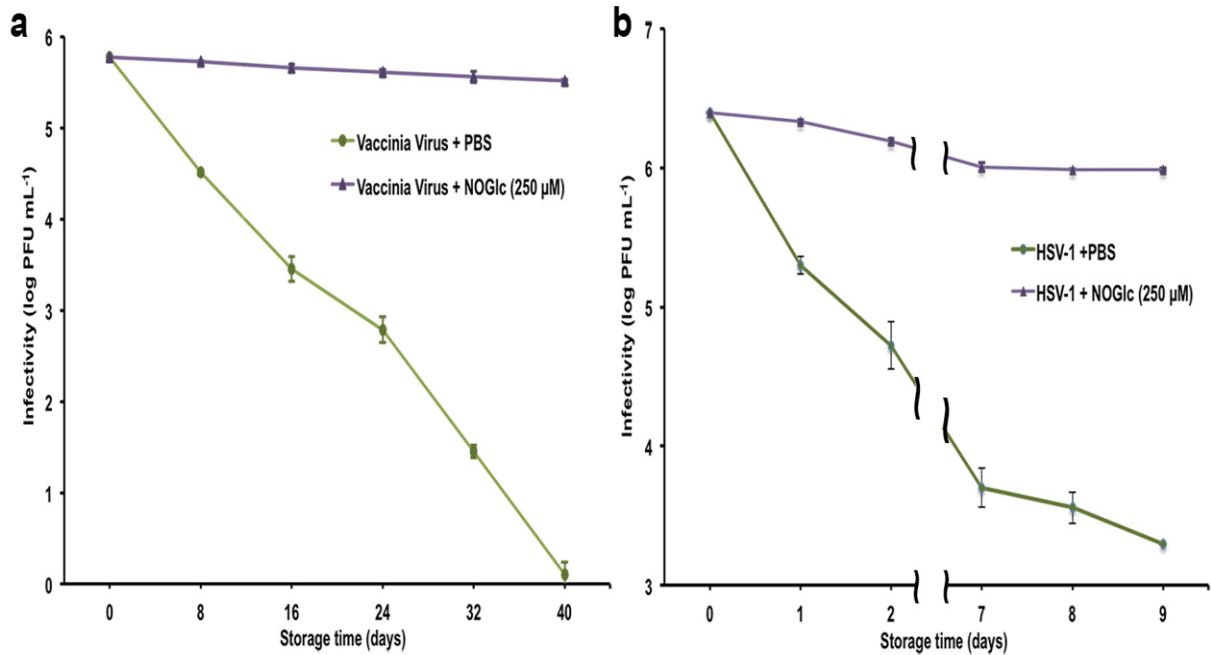 a
6
5
4
3
2
1
0
Infectivity (log PFU mL⁻¹)
Vaccinia Virus + PBS
Vaccinia Virus + NOGlc (250 µM)
0 8 16 24 32 40
Storage time (days)
b
7
6
5
4
3
Infectivity (log PFU mL⁻¹)
HSV-1 +PBS
HSV-1 + NOGlc (250 µM)
0 1 2 7 8 9
Storage time (days)